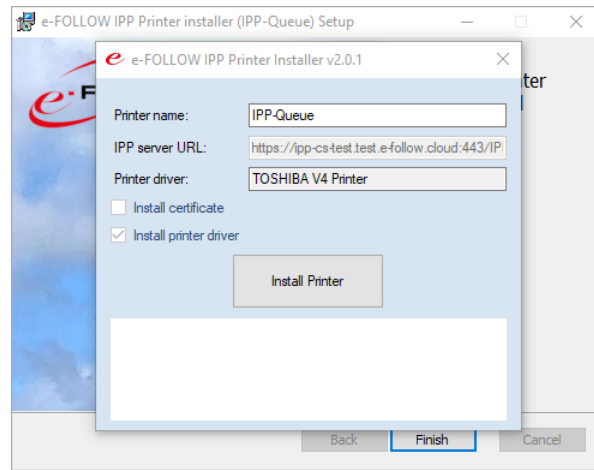 e-FOLLOW IPP Printer installer (IPP-Queue) Setup
e-FOLLOW IPP Printer Installer v2.0.1
Printer name:
IPP-Queue
IPP server URL:
https://ipp-cs-test.test.e-follow.cloud:443/IP
Printer driver:
TOSHIBA V4 Printer
Install certificate
Install printer driver
Install Printer
Back
Finish
Cancel